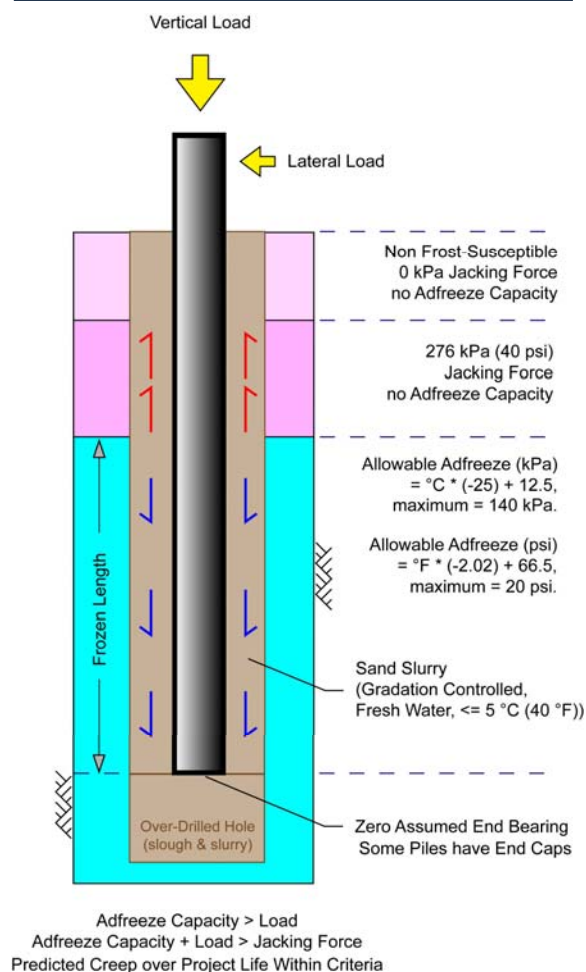 Vertical Load
Lateral Load
Non Frost-Susceptible
0 kPa Jacking Force
no Adfreeze Capacity
276 kPa (40 psi)
Jacking Force
no Adfreeze Capacity
Allowable Adfreeze (kPa)
= °C * (-25) + 12.5,
maximum = 140 kPa.
Allowable Adfreeze (psi)
= °F * (-2.02) + 66.5,
maximum = 20 psi.
Frozen Length
Sand Slurry
(Gradation Controlled,
Fresh Water, <= 5 °C (40 °F))
Over-Drilled Hole
(slough & slurry)
Zero Assumed End Bearing
Some Piles have End Caps
Adfreeze Capacity > Load
Adfreeze Capacity + Load > Jacking Force
Predicted Creep over Project Life Within Criteria